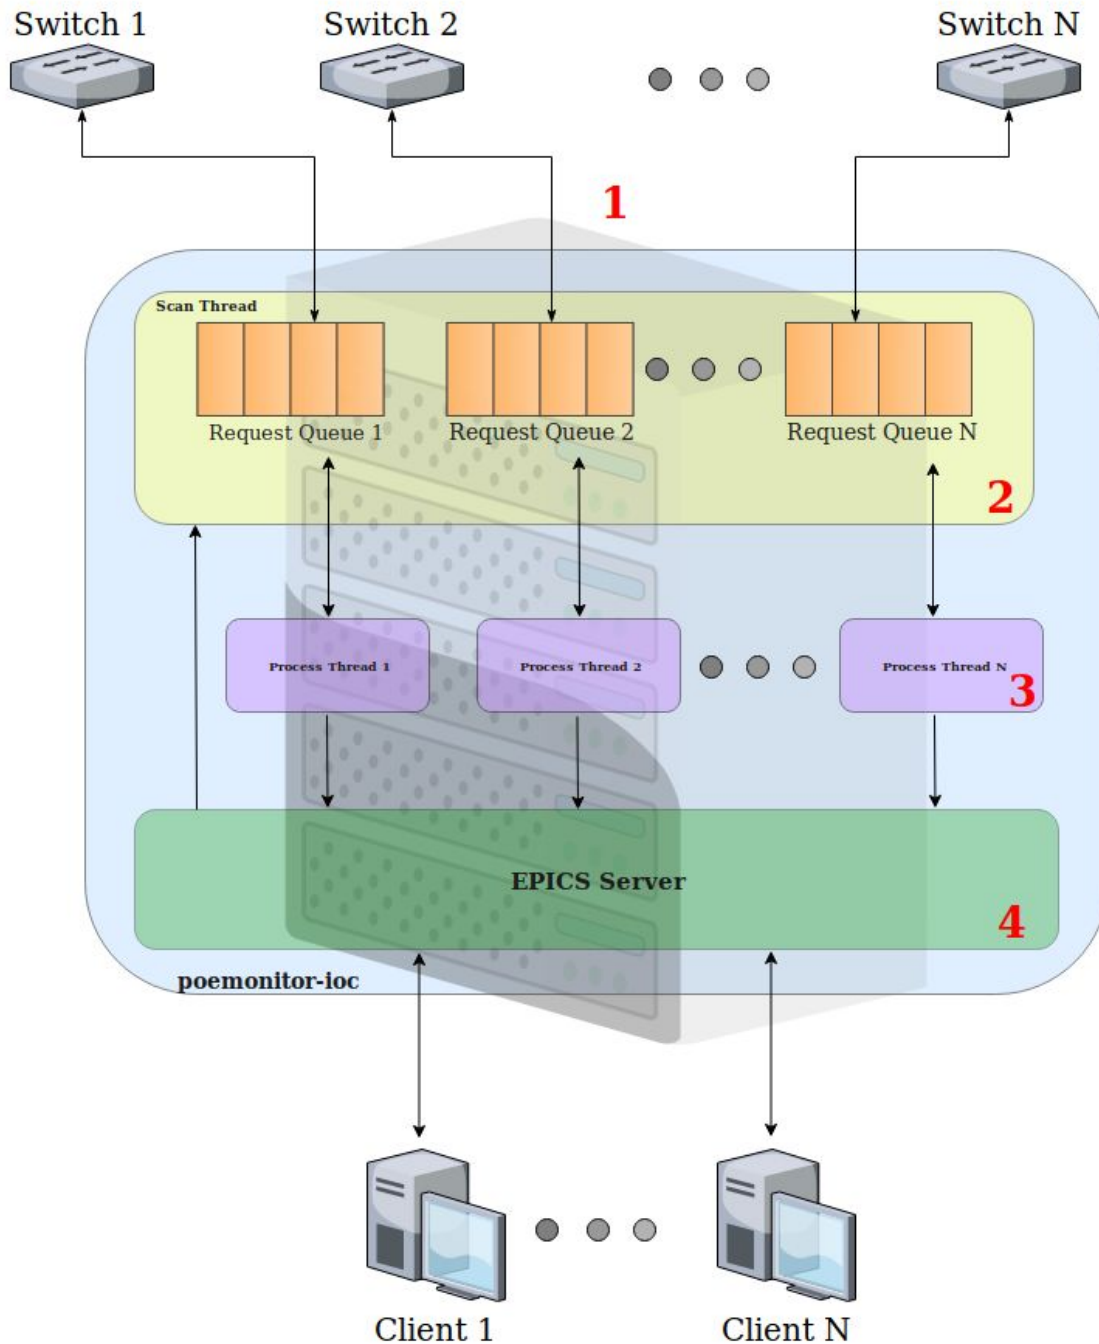 Switch 1
Switch 2
Switch N
1
Scan Thread
Request Queue 1
Request Queue 2
Request Queue N
2
Process Thread 1
Process Thread 2
Process Thread N
3
EPICS Server
4
poemonitor-ioc
Client 1
Client N